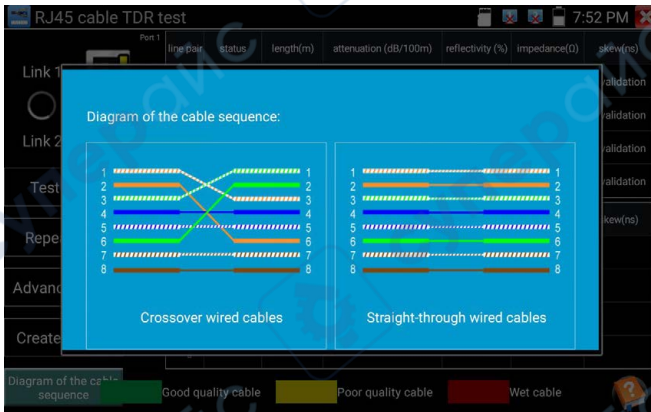 RJ45 cable TDR test
7:52 PM
Port 1
line pair status length(m) attenuation (dB/100m) reflectivity (%) impedance(Ω) skew(ns)
Link 1
Link 2
Test
Advanc
Create
Diagram of the cable sequence:
1 1
2 2
3 3
4 4
5 5
6 6
7 7
8 8
Crossover wired cables
1 1
2 2
3 3
4 4
5 5
6 6
7 7
8 8
Straight-through wired cables
validation
validation
validation
validation
kew(ns)
Repe
Diagram of the cable
sequence
Good quality cable
Poor quality cable
Wet cable
супер айс